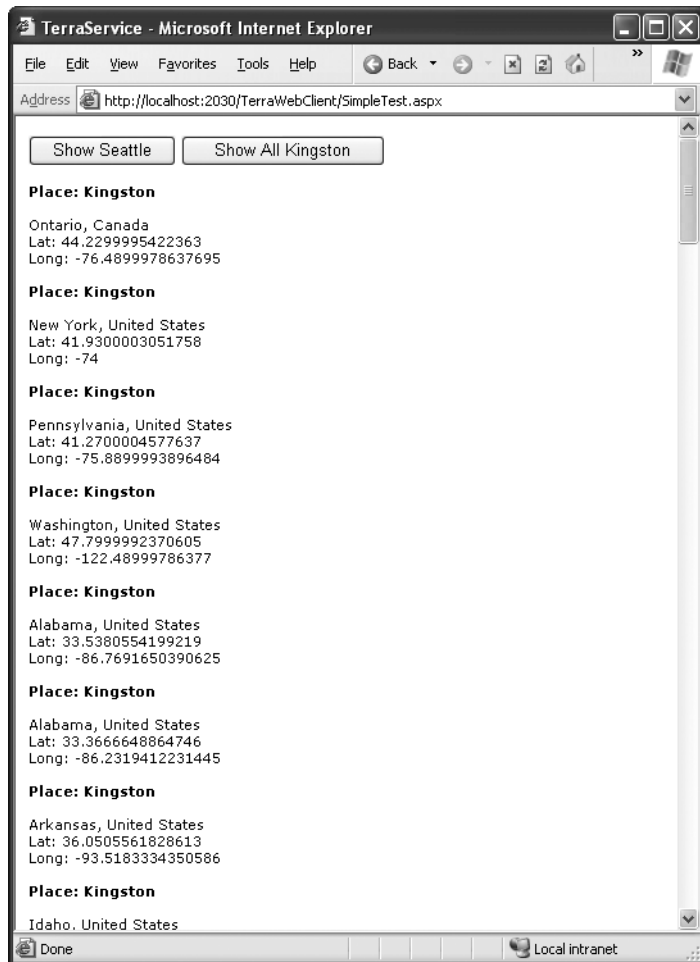 TerraService - Microsoft Internet Explorer
File Edit View Favorites Tools Help Back »
Address http://localhost:2030/TerraWebClient/SimpleTest.aspx
Show Seattle Show All Kingston
Place: Kingston
Ontario, Canada
Lat: 44.2299995422363
Long: -76.4899978637695
Place: Kingston
New York, United States
Lat: 41.9300003051758
Long: -74
Place: Kingston
Pennsylvania, United States
Lat: 41.2700004577637
Long: -75.8899993896484
Place: Kingston
Washington, United States
Lat: 47.7999992370605
Long: -122.48999786377
Place: Kingston
Alabama, United States
Lat: 33.5380554199219
Long: -86.7691650390625
Place: Kingston
Alabama, United States
Lat: 33.3666648864746
Long: -86.2319412231445
Place: Kingston
Arkansas, United States
Lat: 36.0505561828613
Long: -93.5183334350586
Place: Kingston
Idaho, United States
Done Local intranet